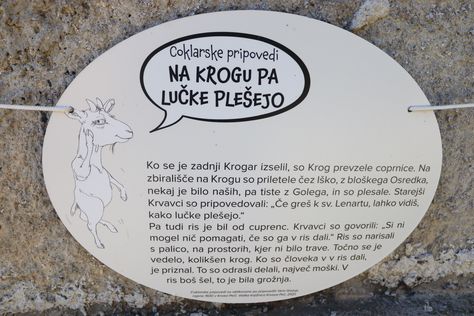 Coklarske pripovedi
NA KROGU PA
LUČKE PLEŠEJO
Ko se je zadnji Krogar izselil, so Krog prevzele coprnice. Na
zbirališče na Krogu so priletele čez Iško, z bloškega Osredka,
nekaj je bilo naših, pa tiste z Golega, in so plesale. Starejši
Krvavci so pripovedovali: „Če greš k sv. Lenartu, lahko vidiš,
kako lučke plešejo.“
Pa tudi ris je bil od cuprenc. Krvavci so govorili: „Si ni
mogel nič pomagati, če so ga v ris dali.“ Ris so narisali
s palico, na prostorih, kjer ni bilo trave. Točno se je
vedelo, kolikšen krog. Ko so človeka v v ris dali,
je priznal. To so odrasli delali, največ moški. V
ris boš šel, to je bila grožnja.